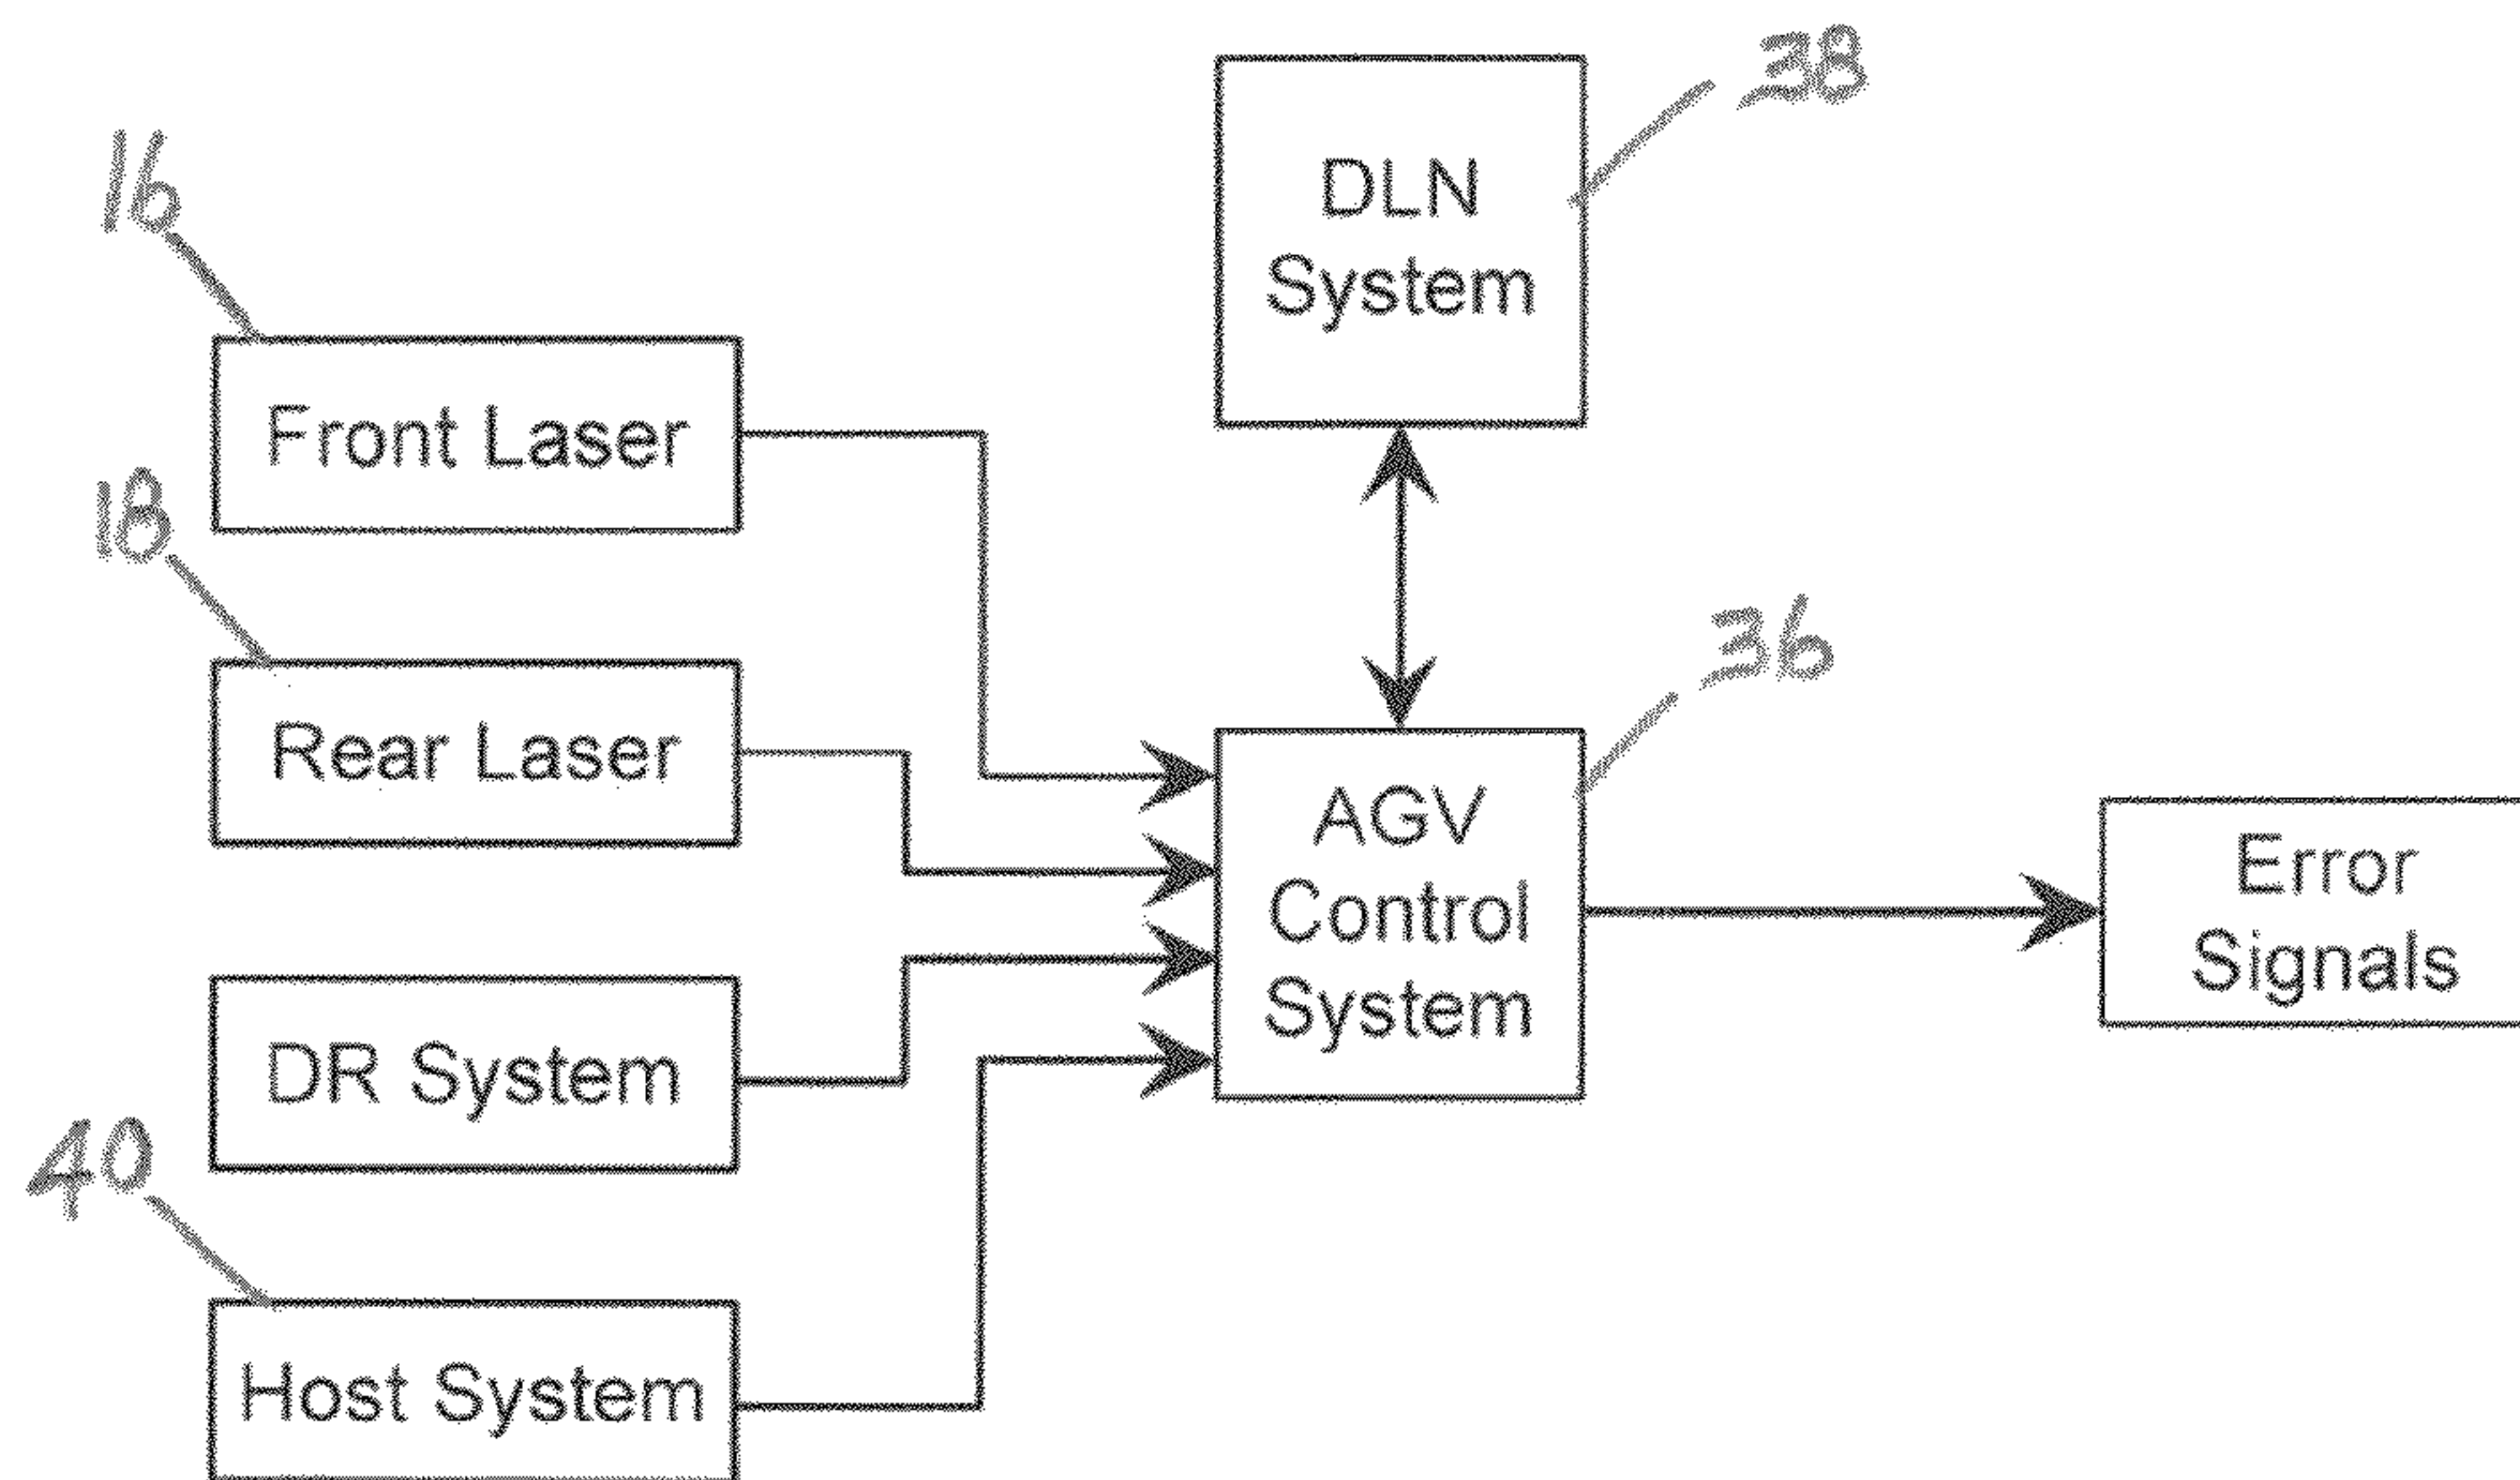 38
DLN
System
16
Front Laser
18
Rear Laser
36
AGV
Control
System
Error
Signals
DR System
40
Host System